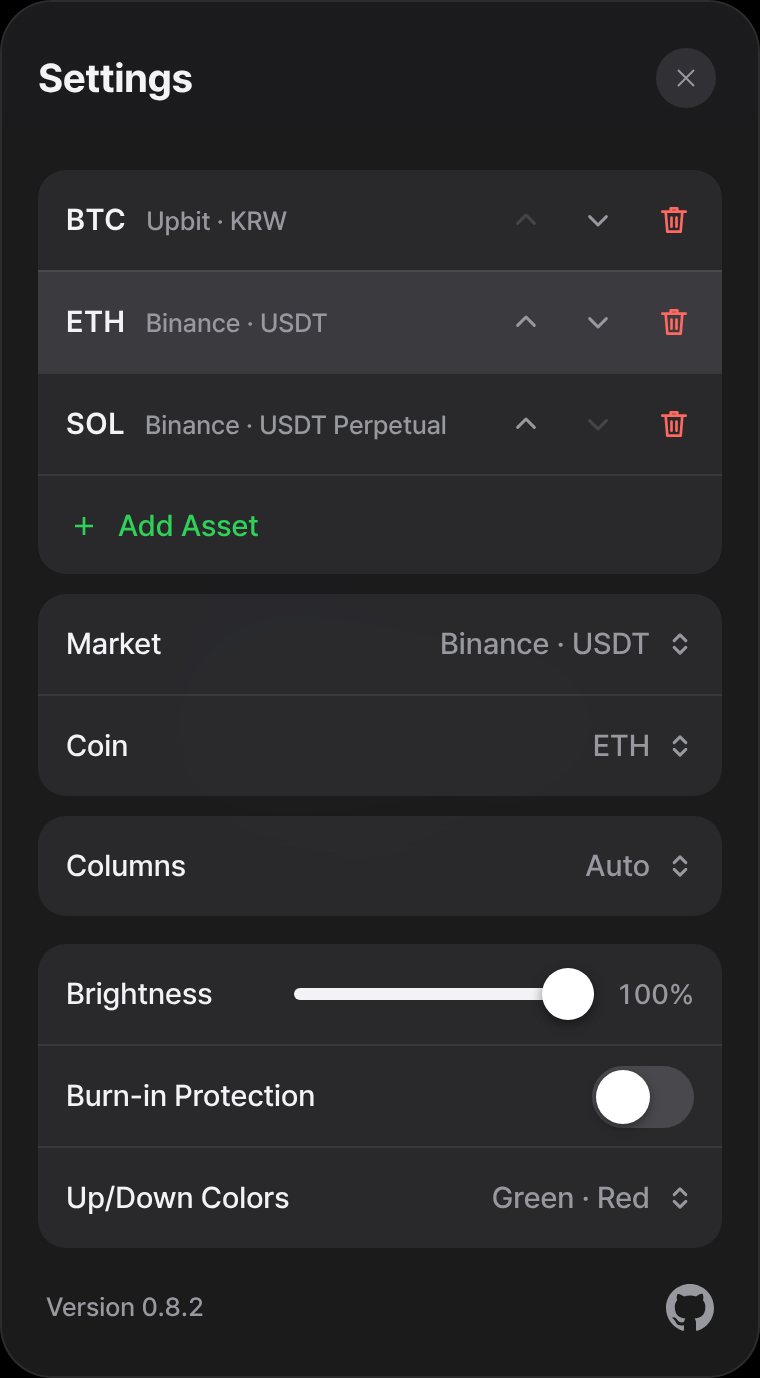 Settings
BTC Upbit · KRW
ETH Binance · USDT
SOL Binance · USDT Perpetual
+ Add Asset
Market Binance · USDT
Coin ETH
Columns Auto
Brightness 100%
Burn-in Protection
Up/Down Colors Green · Red
Version 0.8.2